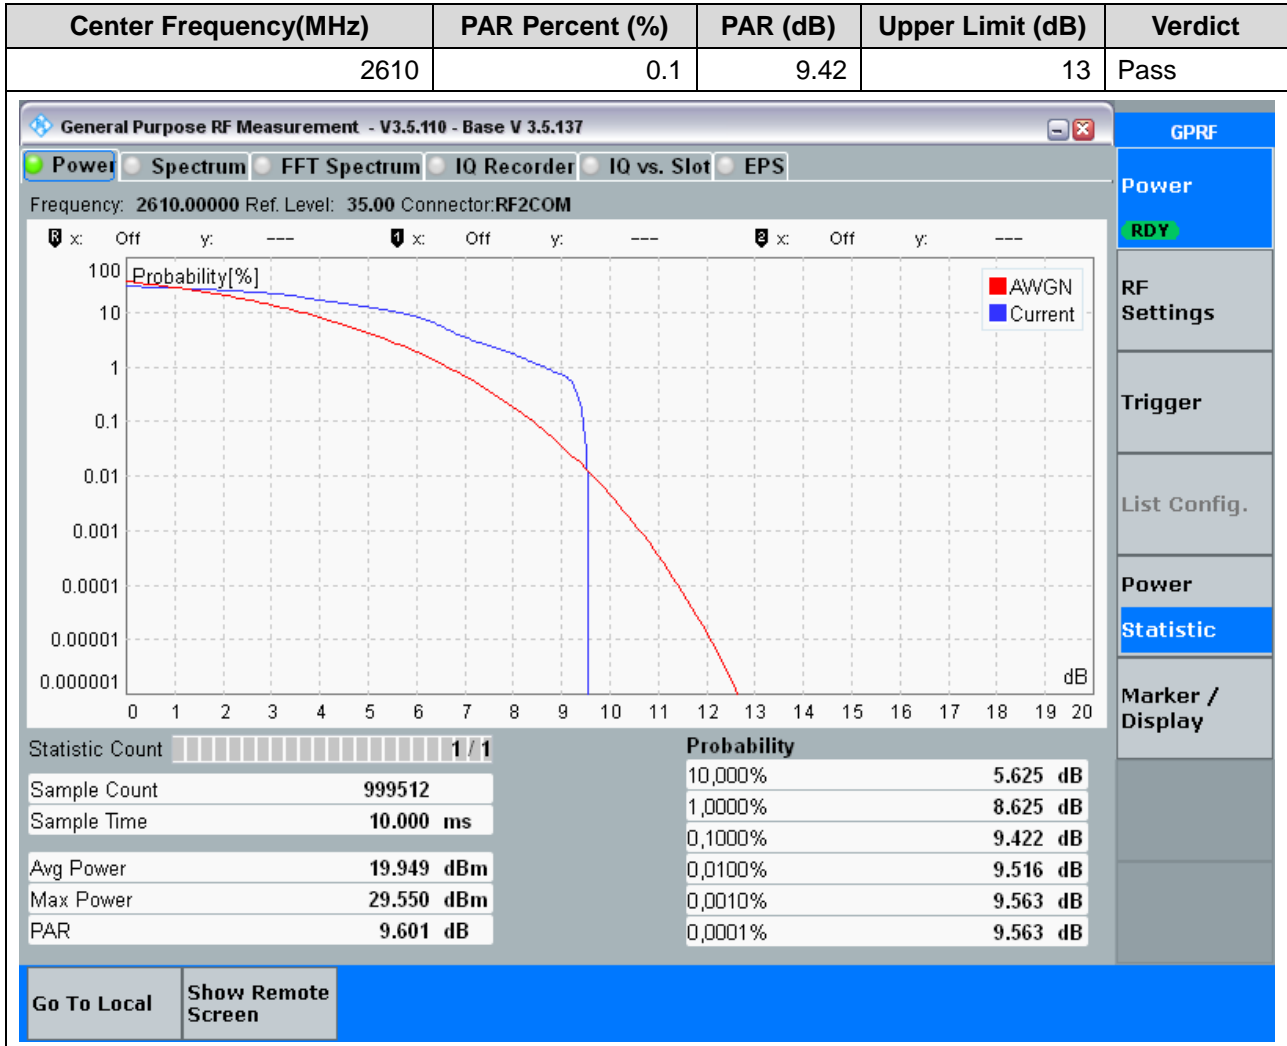 Center Frequency(MHz) PAR Percent (%) PAR (dB) Upper Limit (dB) Verdict
2610 0.1 9.42 13 Pass
General Purpose RF Measurement - V3.5.110 - Base V 3.5.137
GPRF
Power Spectrum FFT Spectrum IQ Recorder IQ vs. Slot EPS
Frequency: 2610.00000 Ref. Level: 35.00 Connector:RF2COM
Power
RDY
R x: Off y: --- 1 x: Off y: --- 2 x: Off y: ---
Probability[%]
AWGN
Current
100
10
1
0.1
0.01
0.001
0.0001
0.00001
0.000001
dB
0 1 2 3 4 5 6 7 8 9 10 11 12 13 14 15 16 17 18 19 20
RF
Settings
Trigger
List Config.
Power
Statistic
Marker /
Display
Statistic Count 1 / 1
Sample Count 999512
Sample Time 10.000 ms
Avg Power 19.949 dBm
Max Power 29.550 dBm
PAR 9.601 dB
Probability
10,000% 5.625 dB
1,0000% 8.625 dB
0,1000% 9.422 dB
0,0100% 9.516 dB
0,0010% 9.563 dB
0,0001% 9.563 dB
Go To Local
Show Remote
Screen